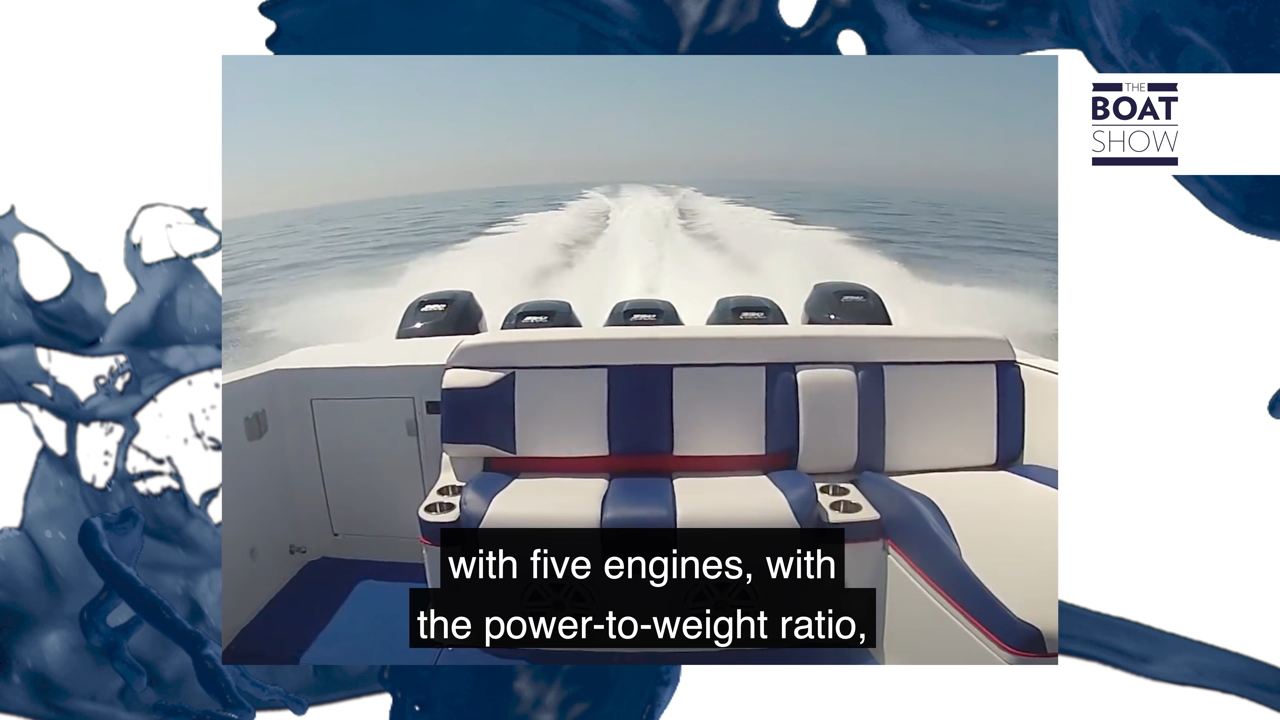 THE
BOAT
SHOW
with five engines, with
the power-to-weight ratio,